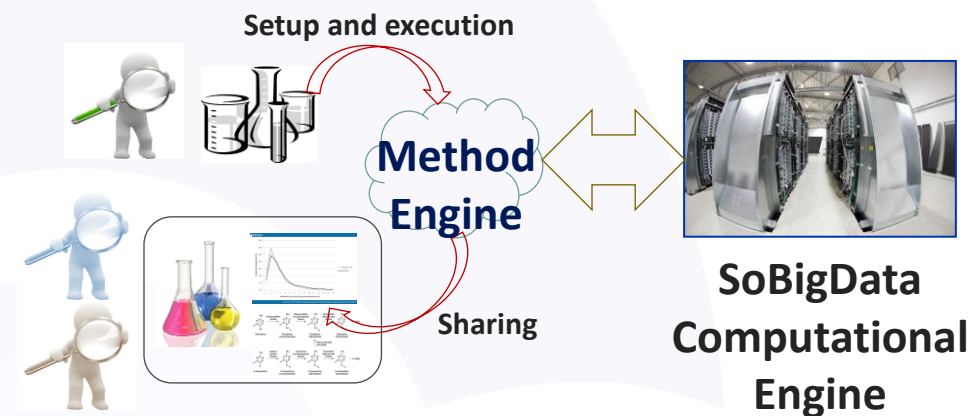 Setup and execution
Method
Engine
Sharing
SoBigData
Computational
Engine